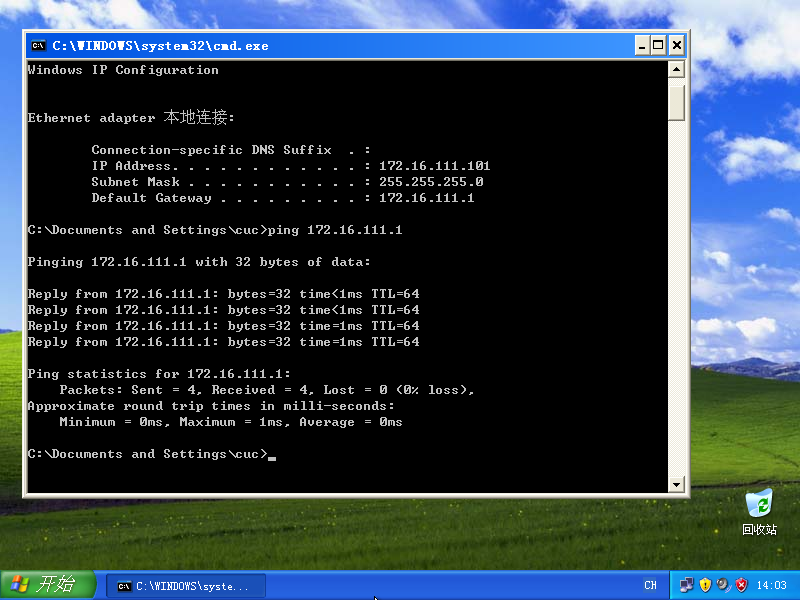 C:\WINDOWS\system32\cmd.exe
Windows IP Configuration
Ethernet adapter 本地连接:
Connection-specific DNS Suffix  . :
IP Address. . . . . . . . . . . . : 172.16.111.101
Subnet Mask . . . . . . . . . . . : 255.255.255.0
Default Gateway . . . . . . . . . : 172.16.111.1
C:\Documents and Settings\cuc>ping 172.16.111.1
Pinging 172.16.111.1 with 32 bytes of data:
Reply from 172.16.111.1: bytes=32 time<1ms TTL=64
Reply from 172.16.111.1: bytes=32 time<1ms TTL=64
Reply from 172.16.111.1: bytes=32 time=1ms TTL=64
Reply from 172.16.111.1: bytes=32 time=1ms TTL=64
Ping statistics for 172.16.111.1:
Packets: Sent = 4, Received = 4, Lost = 0 (0% loss),
Approximate round trip times in milli-seconds:
Minimum = 0ms, Maximum = 1ms, Average = 0ms
C:\Documents and Settings\cuc>_
回收站
开始
C:\WINDOWS\syste...
CH
14:03